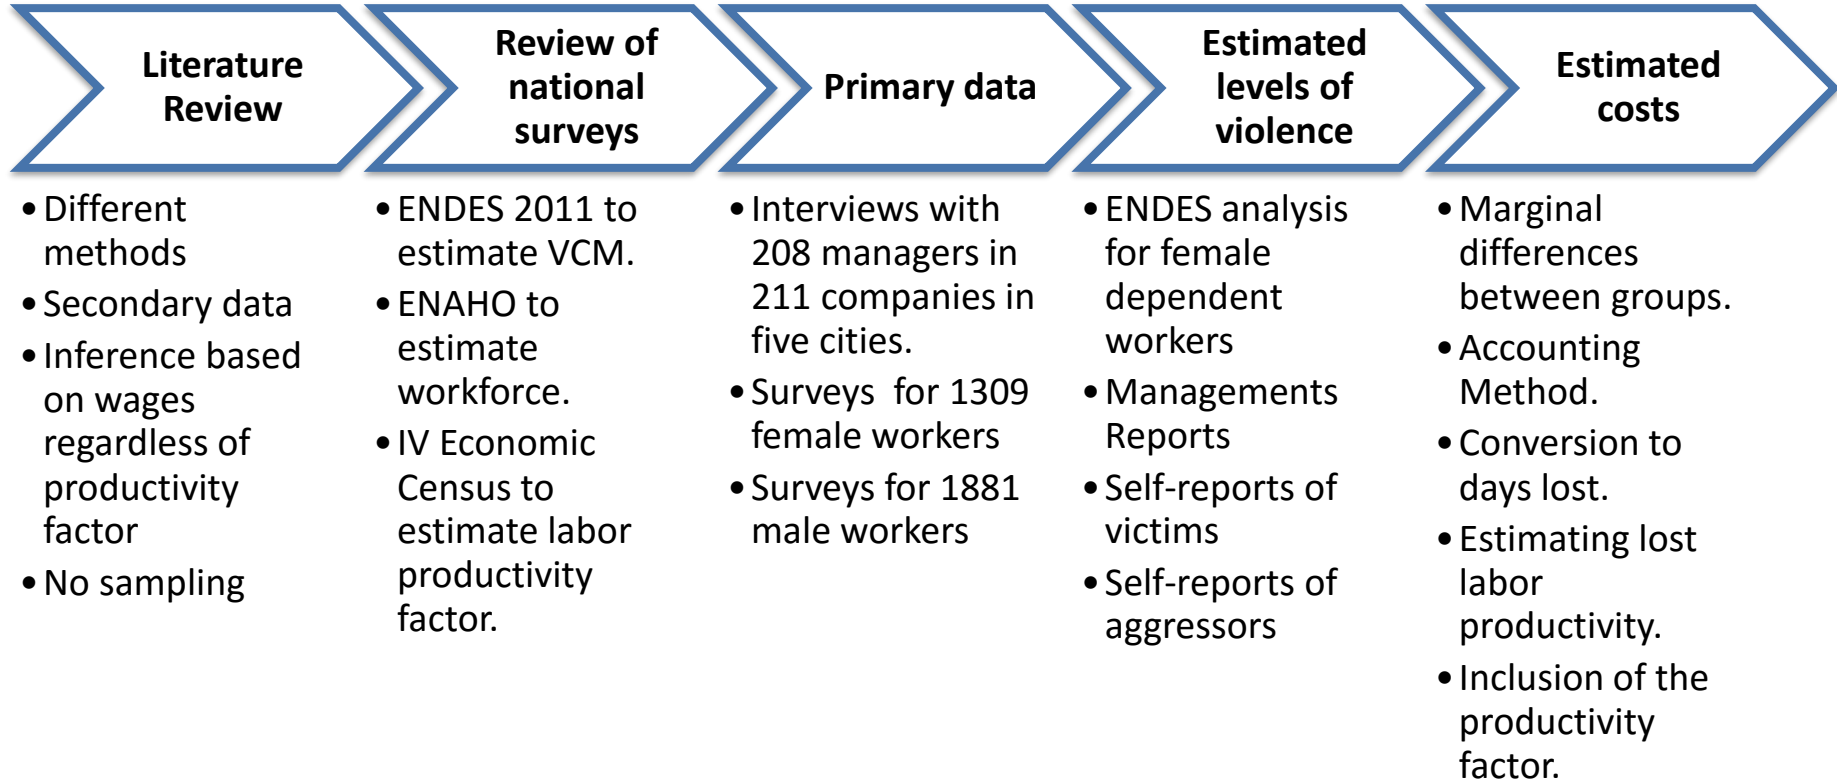 Literature
Review
Review of
national
surveys
Primary data
Estimated
levels of
violence
Estimated
costs
•Different
methods
•Secondary data
•Inference based
on wages
regardless of
productivity
factor
•No sampling
•ENDES 2011 to
estimate VCM.
•ENAHO to
estimate
workforce.
•IV Economic
Census to
estimate labor
productivity
factor.
•Interviews with
208 managers in
211 companies in
five cities.
•Surveys for 1309
female workers
•Surveys for 1881
male workers
•ENDES analysis
for female
dependent
workers
•Managements
Reports
•Self-reports of
victims
•Self-reports of
aggressors
•Marginal
differences
between groups.
•Accounting
Method.
•Conversion to
days lost.
•Estimating lost
labor
productivity.
•Inclusion of the
productivity
factor.